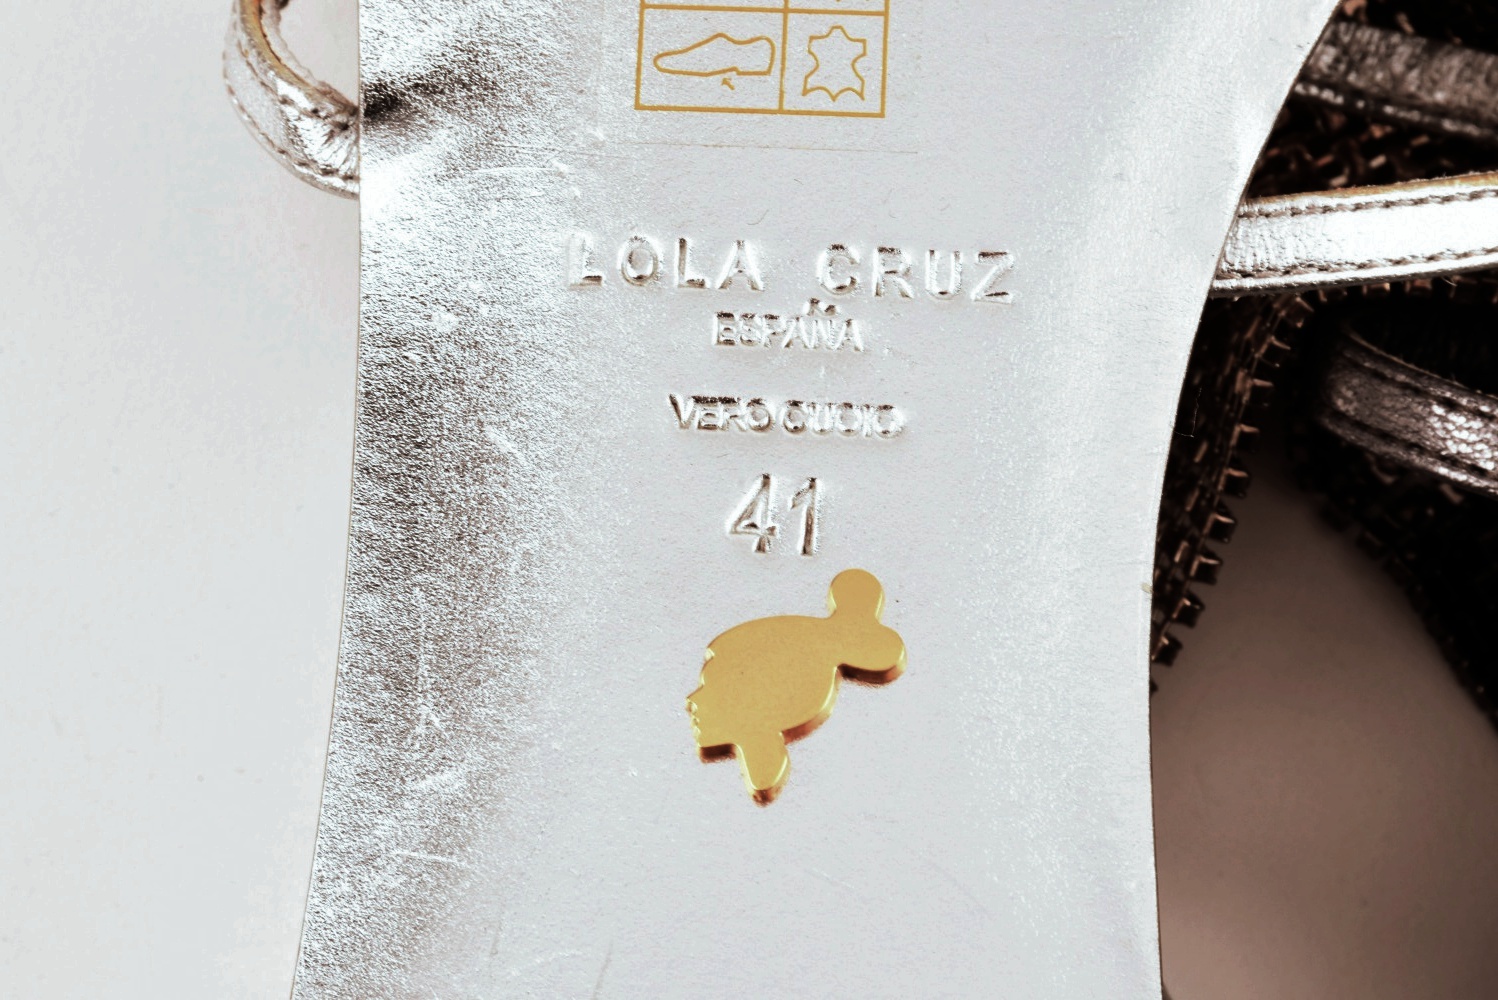 LOLA CRUZ
ESPAÑA
VERO CUOIO
41